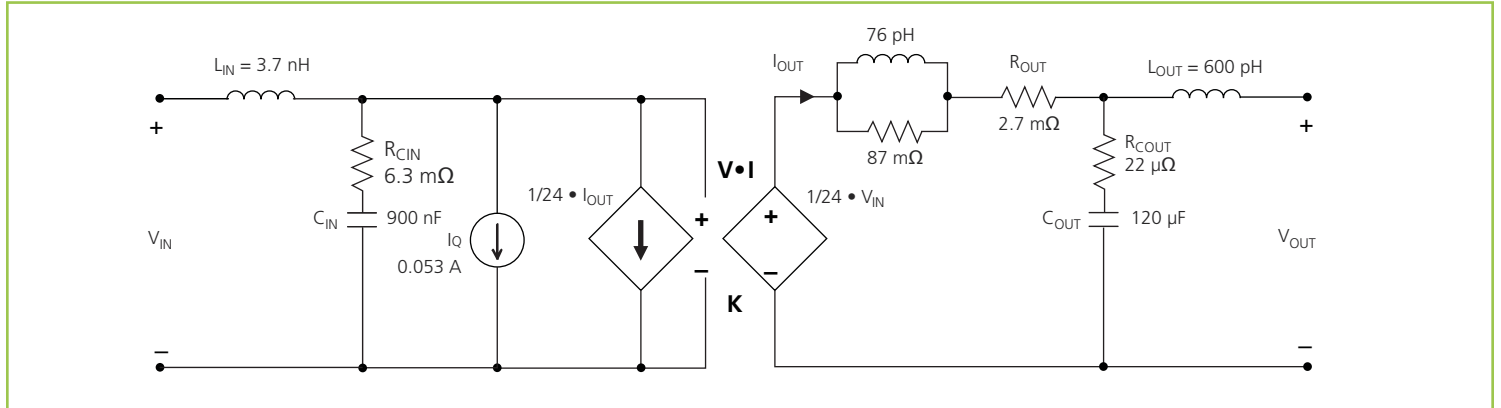 L_IN = 3.7 nH
+
R_CIN
6.3 mΩ
C_IN 900 nF
V_IN
I_Q
0.053 A
1/24 • I_OUT
−
V•I
+
−
K
+
−
1/24 • V_IN
I_OUT
76 pH
87 mΩ
R_OUT
2.7 mΩ
L_OUT = 600 pH
+
R_COUT
22 µΩ
C_OUT 120 µF
V_OUT
−